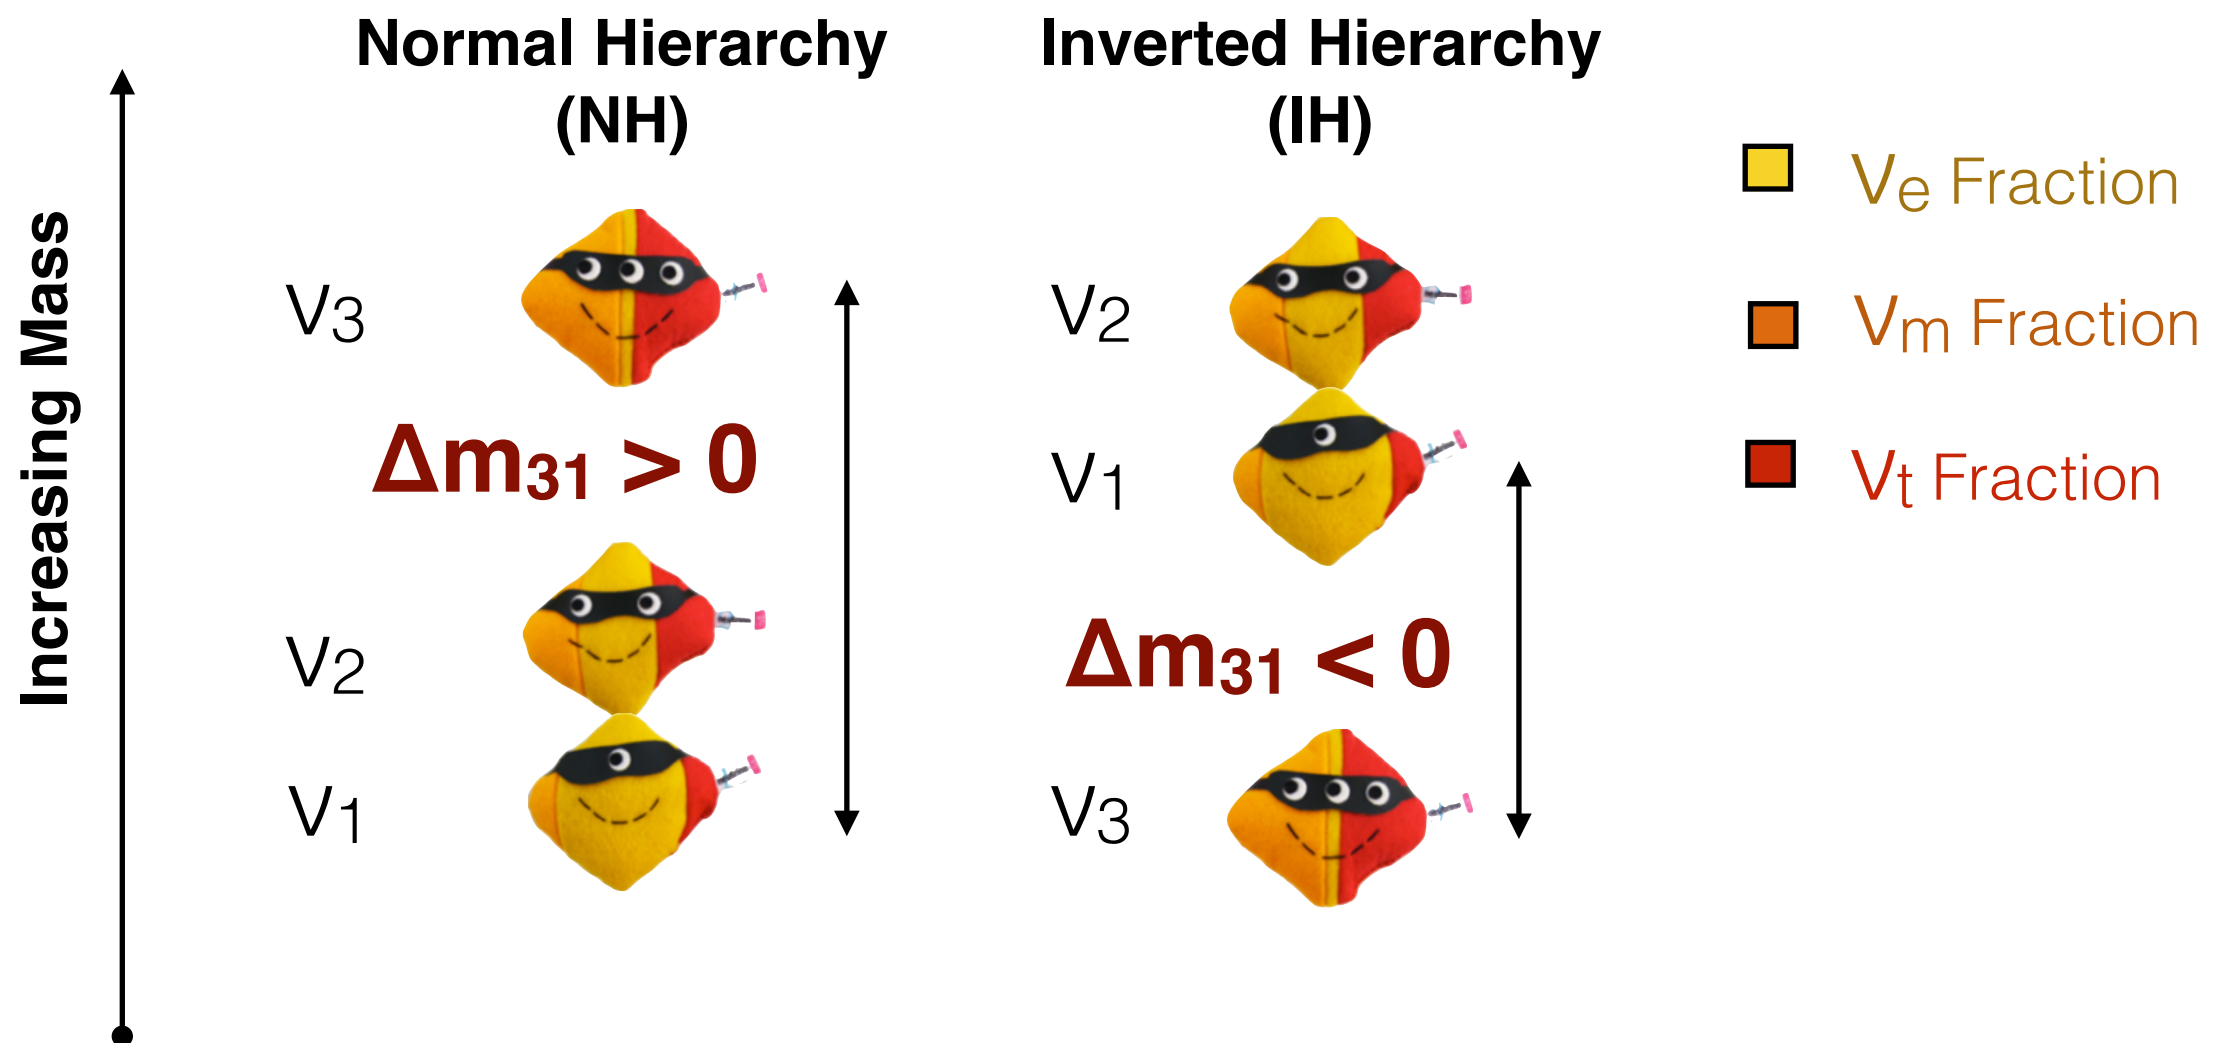 Normal Hierarchy
(NH)
Inverted Hierarchy
(IH)
Increasing Mass
V3
Δm31 > 0
V2
V1
V2
V1
Δm31 < 0
V3
Ve Fraction
Vm Fraction
Vt Fraction